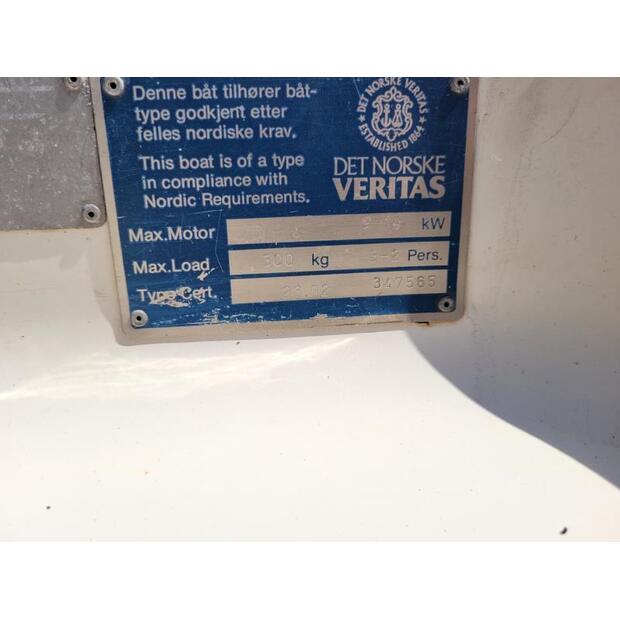 Denne båt tilhører båt-
type godkjent etter
felles nordiske krav.
This boat is of a type
in compliance with
Nordic Requirements.
DET NORSKE VERITAS
ESTABLISHED 1864
DET NORSKE
VERITAS
Max.Motor kW
Max.Load 300 kg Pers.
Type Cert. 347565